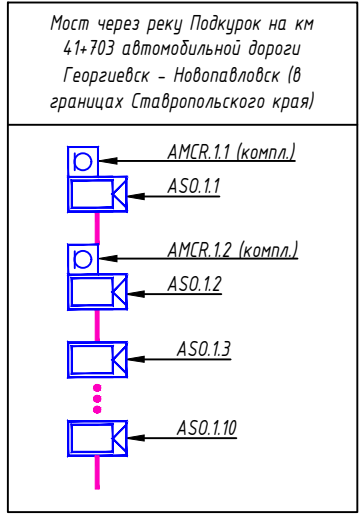 Мост через реку Подкурок на км
41+703 автомобильной дороги
Георгиевск - Новопавловск (в
границах Ставропольского края)
AMCR.1.1 (компл.)
ASO.1.1
AMCR.1.2 (компл.)
ASO.1.2
ASO.1.3
ASO.1.10